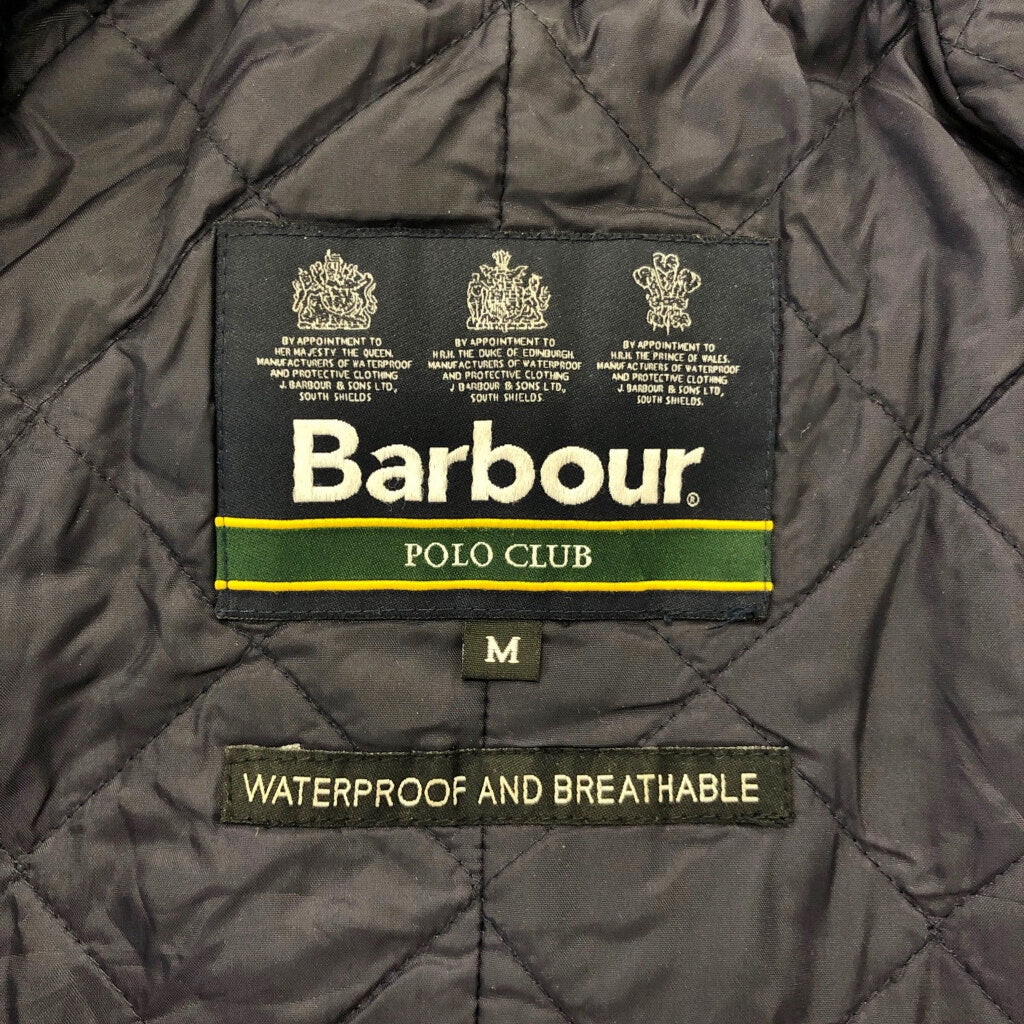 BY APPOINTMENT TO
HER MAJESTY THE QUEEN.
MANUFACTURERS OF WATERPROOF
AND PROTECTIVE CLOTHING
J. BARBOUR & SONS LTD,
SOUTH SHIELDS
BY APPOINTMENT TO
H.R.H. THE DUKE OF EDINBURGH.
MANUFACTURERS OF WATERPROOF
AND PROTECTIVE CLOTHING
J. BARBOUR & SONS LTD,
SOUTH SHIELDS
BY APPOINTMENT TO
H.R.H. THE PRINCE OF WALES.
MANUFACTURERS OF WATERPROOF
AND PROTECTIVE CLOTHING
J. BARBOUR & SONS LTD,
SOUTH SHIELDS.
Barbour®
POLO CLUB
M
WATERPROOF AND BREATHABLE